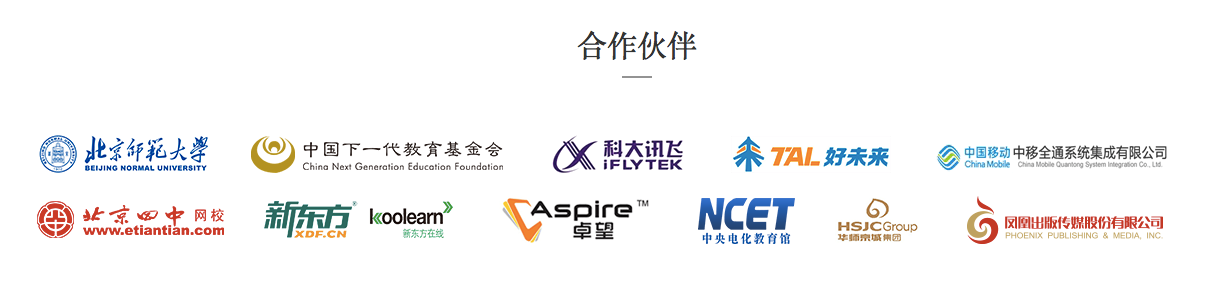 合作伙伴
北京师范大学
BEIJING NORMAL UNIVERSITY
中国下一代教育基金会
China Next Generation Education Foundation
科大讯飞
iFLYTEK
TAL 好未来
中国移动
China Mobile
中移全通系统集成有限公司
China Mobile Quantong System Integration Co., Ltd.
北京四中 网校
www.etiantian.com
新东方®
XDF.CN
koolearn
新东方在线
Aspire™
卓望
NCET
中央电化教育馆
HSJC Group
华师京城集团
凤凰出版传媒股份有限公司
PHOENIX PUBLISHING & MEDIA, INC.